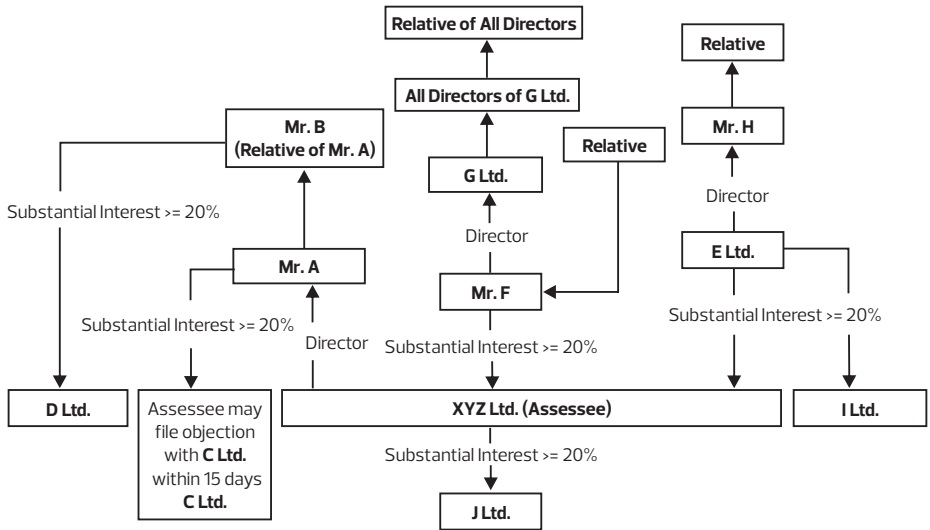 Relative of All Directors
Relative
All Directors of G Ltd.
Mr. B
(Relative of Mr. A)
Mr. H
Relative
G Ltd.
Substantial Interest >= 20%
Director
Director
E Ltd.
Mr. A
Mr. F
Substantial Interest >= 20%
Director
Substantial Interest >= 20%
Substantial Interest >= 20%
D Ltd.
Assessee may
file objection
with C Ltd.
within 15 days
C Ltd.
XYZ Ltd. (Assessee)
I Ltd.
Substantial Interest >= 20%
J Ltd.